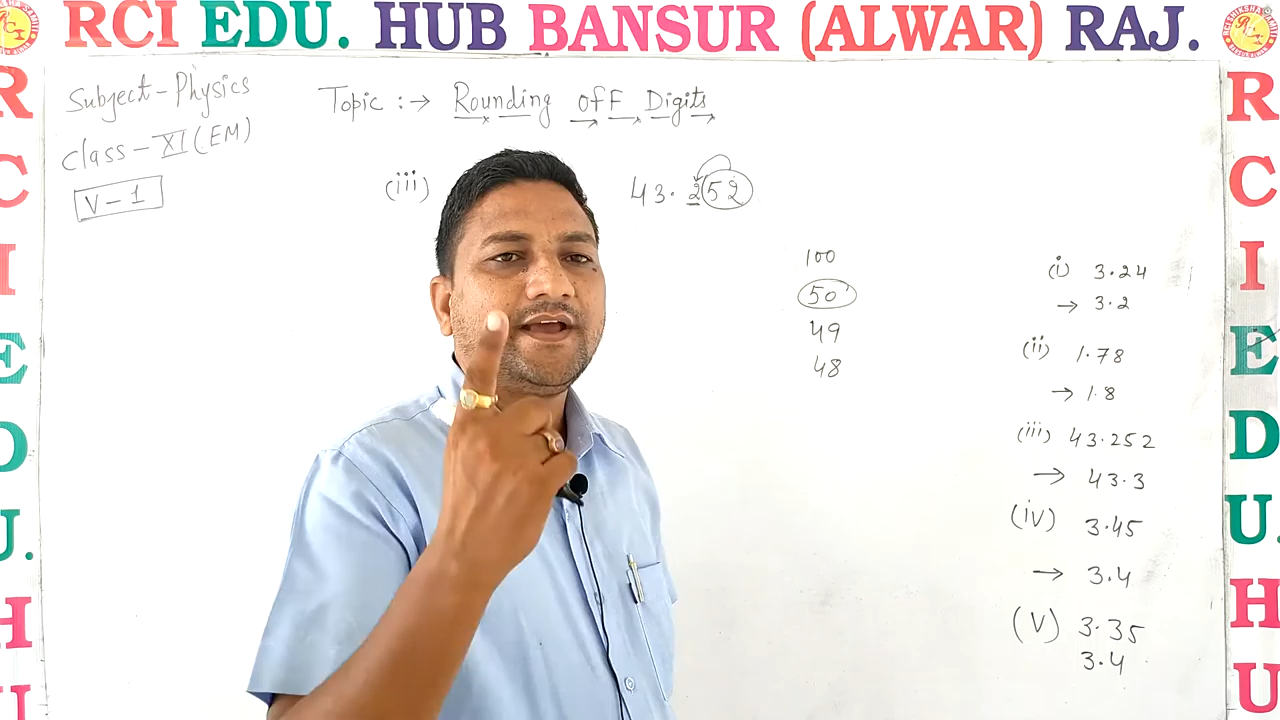 RCI EDU. HUB BANSUR (ALWAR) RAJ.
Subject - Physics
Class - XI (EM)
V - 1
Topic :→ Rounding off Digits
(iii) 43.252
100
50
49
48
(i) 3.24
→ 3.2
(ii) 1.78
→ 1.8
(iii) 43.252
→ 43.3
(iv) 3.45
→ 3.4
(V) 3.35
3.4
R
C
I
E
D
U.
H
U
R
C
I
E
D
U.
H
U